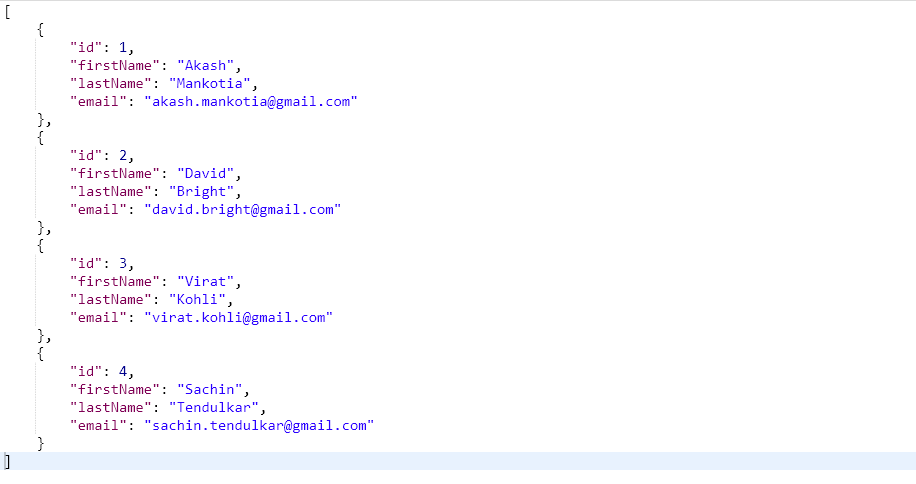 [
    {
        "id": 1,
        "firstName": "Akash",
        "lastName": "Mankotia",
        "email": "akash.mankotia@gmail.com"
    },
    {
        "id": 2,
        "firstName": "David",
        "lastName": "Bright",
        "email": "david.bright@gmail.com"
    },
    {
        "id": 3,
        "firstName": "Virat",
        "lastName": "Kohli",
        "email": "virat.kohli@gmail.com"
    },
    {
        "id": 4,
        "firstName": "Sachin",
        "lastName": "Tendulkar",
        "email": "sachin.tendulkar@gmail.com"
    }
]